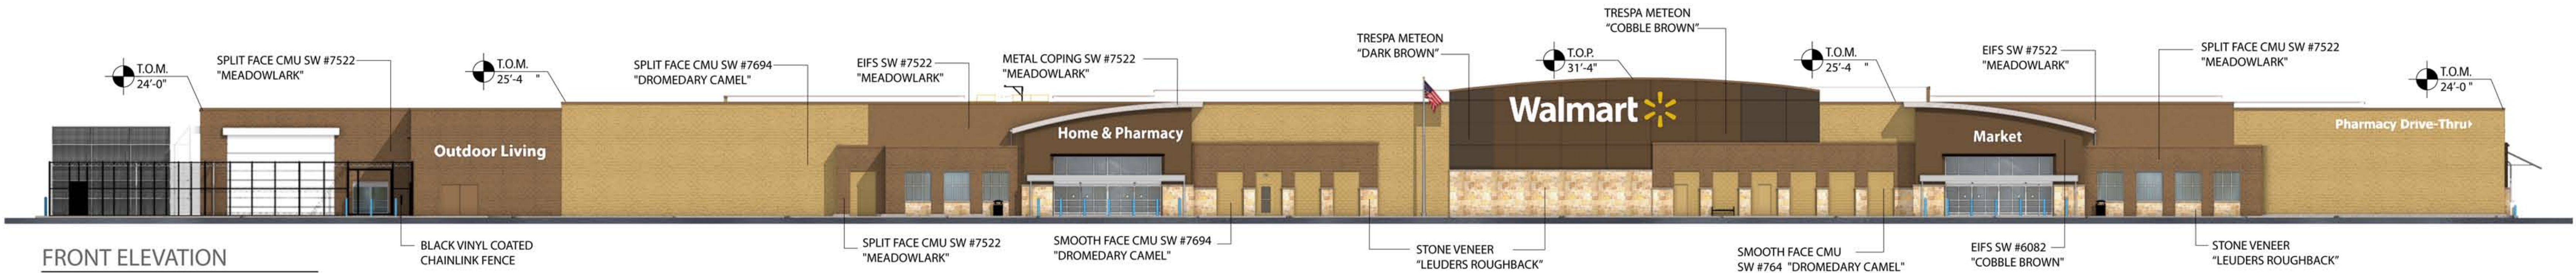 T.O.M.
24'-0"
SPLIT FACE CMU SW #7522
"MEADOWLARK"
T.O.M.
25'-4 "
SPLIT FACE CMU SW #7694
"DROMEDARY CAMEL"
EIFS SW #7522
"MEADOWLARK"
METAL COPING SW #7522
"MEADOWLARK"
TRESPA METEON
"DARK BROWN"
T.O.P.
31'-4"
TRESPA METEON
"COBBLE BROWN"
T.O.M.
25'-4 "
EIFS SW #7522
"MEADOWLARK"
SPLIT FACE CMU SW #7522
"MEADOWLARK"
T.O.M.
24'-0 "
Outdoor Living
Home & Pharmacy
Walmart
Market
Pharmacy Drive-Thru
FRONT ELEVATION
BLACK VINYL COATED
CHAINLINK FENCE
SPLIT FACE CMU SW #7522
"MEADOWLARK"
SMOOTH FACE CMU SW #7694
"DROMEDARY CAMEL"
STONE VENEER
"LEUDERS ROUGHBACK"
SMOOTH FACE CMU
SW #764 "DROMEDARY CAMEL"
EIFS SW #6082
"COBBLE BROWN"
STONE VENEER
"LEUDERS ROUGHBACK"